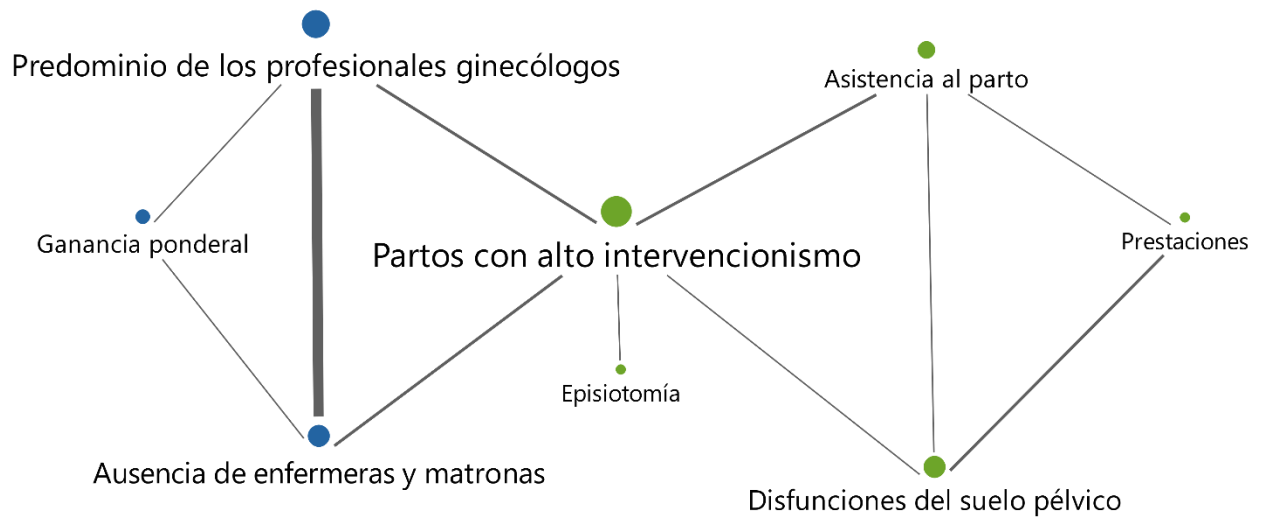 Predominio de los profesionales ginecólogos
Asistencia al parto
Ganancia ponderal
Partos con alto intervencionismo
Prestaciones
Episiotomía
Ausencia de enfermeras y matronas
Disfunciones del suelo pélvico